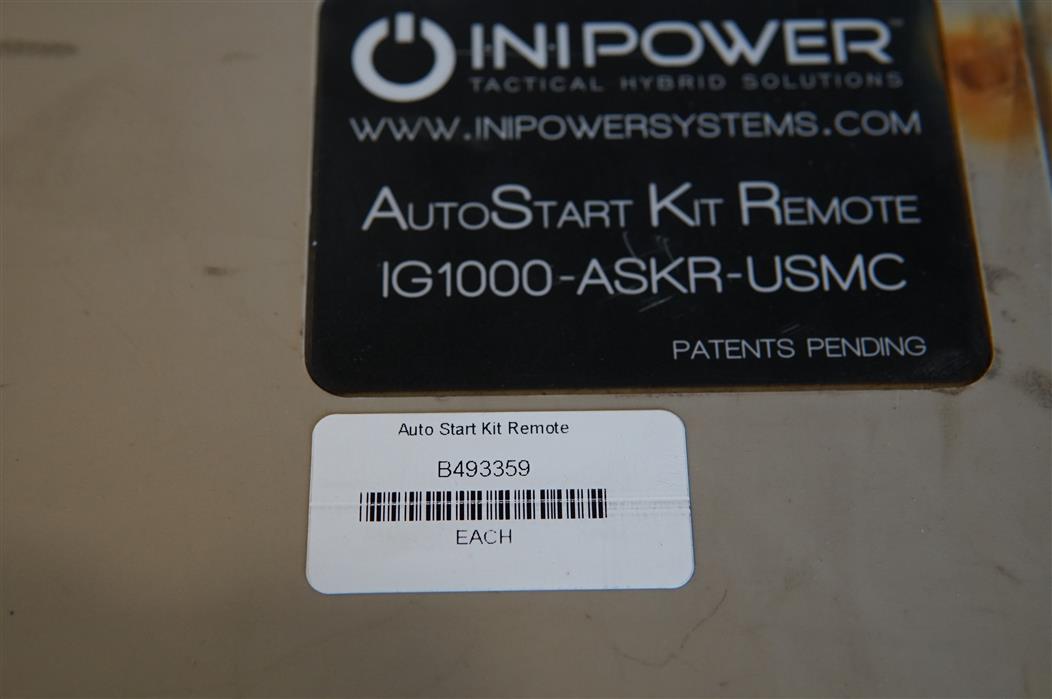 INIPOWER™
TACTICAL HYBRID SOLUTIONS
WWW.INIPOWERSYSTEMS.COM
AUTOSTART KIT REMOTE
IG1000-ASKR-USMC
PATENTS PENDING
Auto Start Kit Remote
B493359
EACH